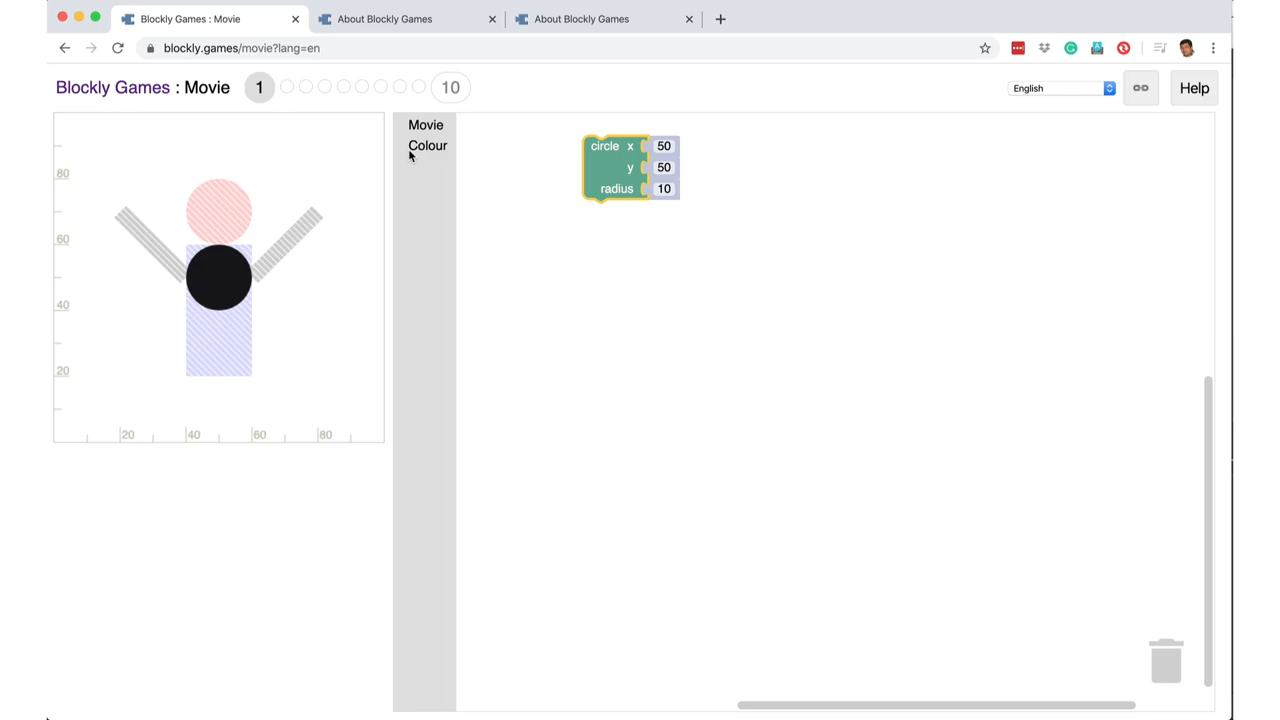 Blockly Games : Movie
About Blockly Games
About Blockly Games
blockly.games/movie?lang=en
Blockly Games : Movie
1
10
English
Help
Movie
Colour
circle x 50
y 50
radius 10
80
60
40
20
20 40 60 80